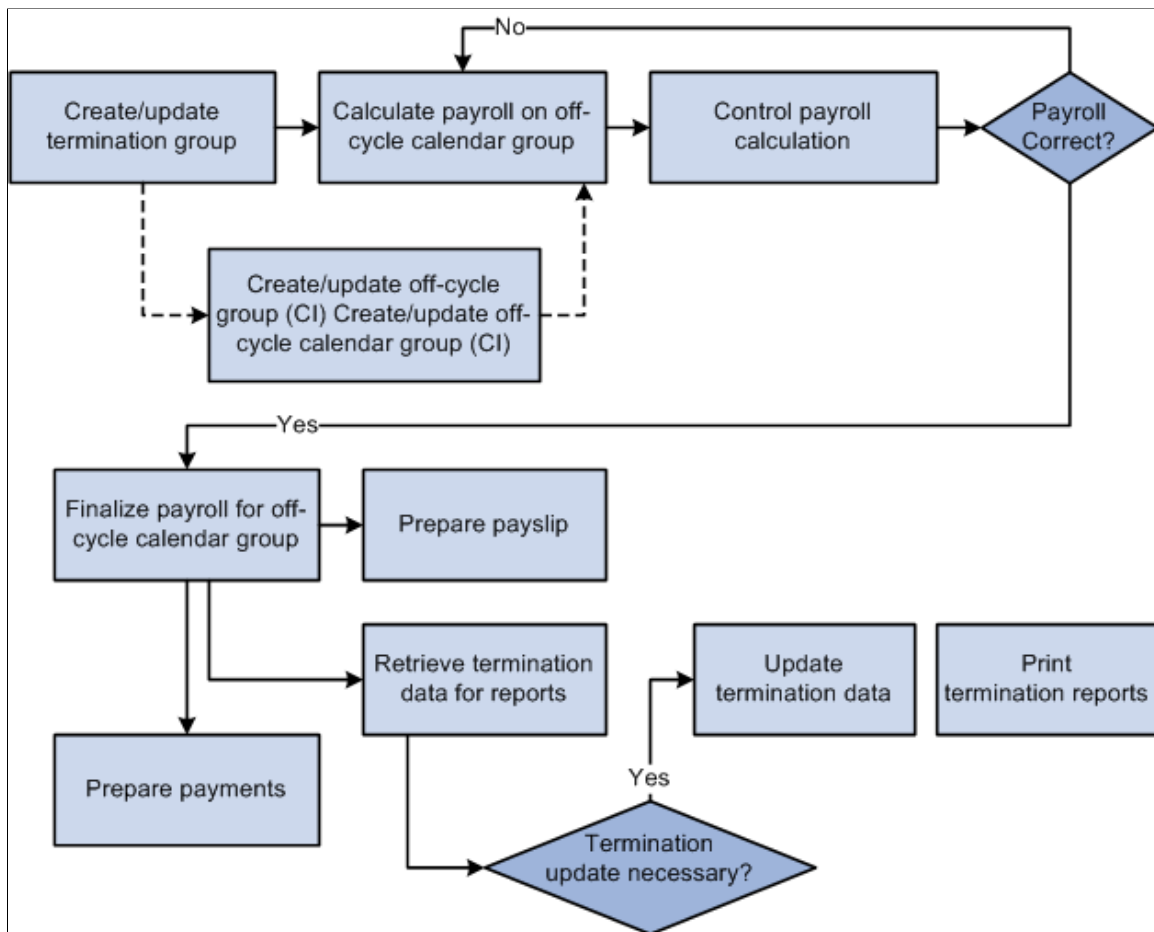 No
Create/update
termination group
Calculate payroll on off-
cycle calendar group
Control payroll
calculation
Payroll
Correct?
Create/update off-cycle
group (CI) Create/update off-
cycle calendar group (CI)
Yes
Finalize payroll for off-
cycle calendar group
Prepare payslip
Retrieve termination
data for reports
Update
termination data
Print
termination reports
Prepare payments
Yes
Termination
update necessary?